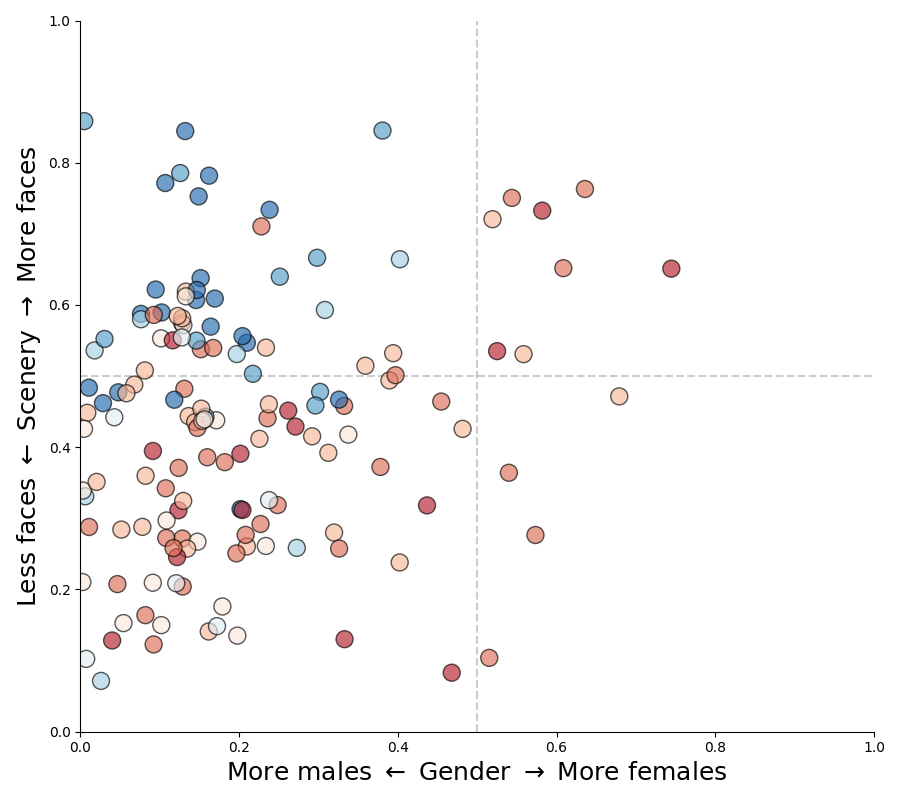 1.0
0.8
0.6
0.4
0.2
0.0
Less faces ← Scenery → More faces
0.0 0.2 0.4 0.6 0.8 1.0
More males ← Gender → More females